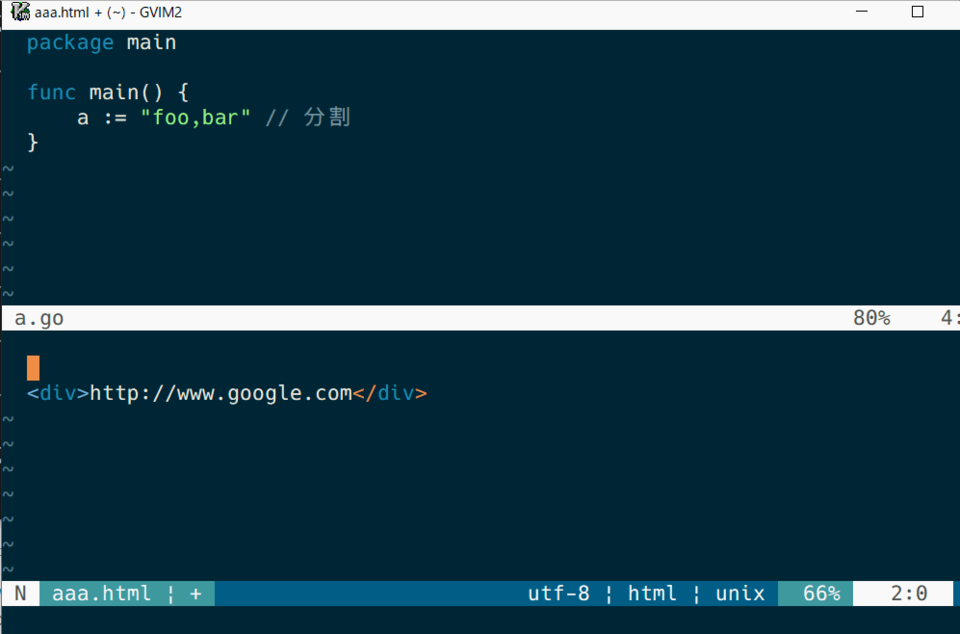 aaa.html + (~) - GVIM2
package main
func main() {
    a := "foo,bar" // 分割
}
~
~
~
~
~
~
a.go 80% 4:
<div>http://www.google.com</div>
~
~
~
~
~
~
~
N aaa.html ¦ + utf-8 ¦ html ¦ unix 66% 2:0